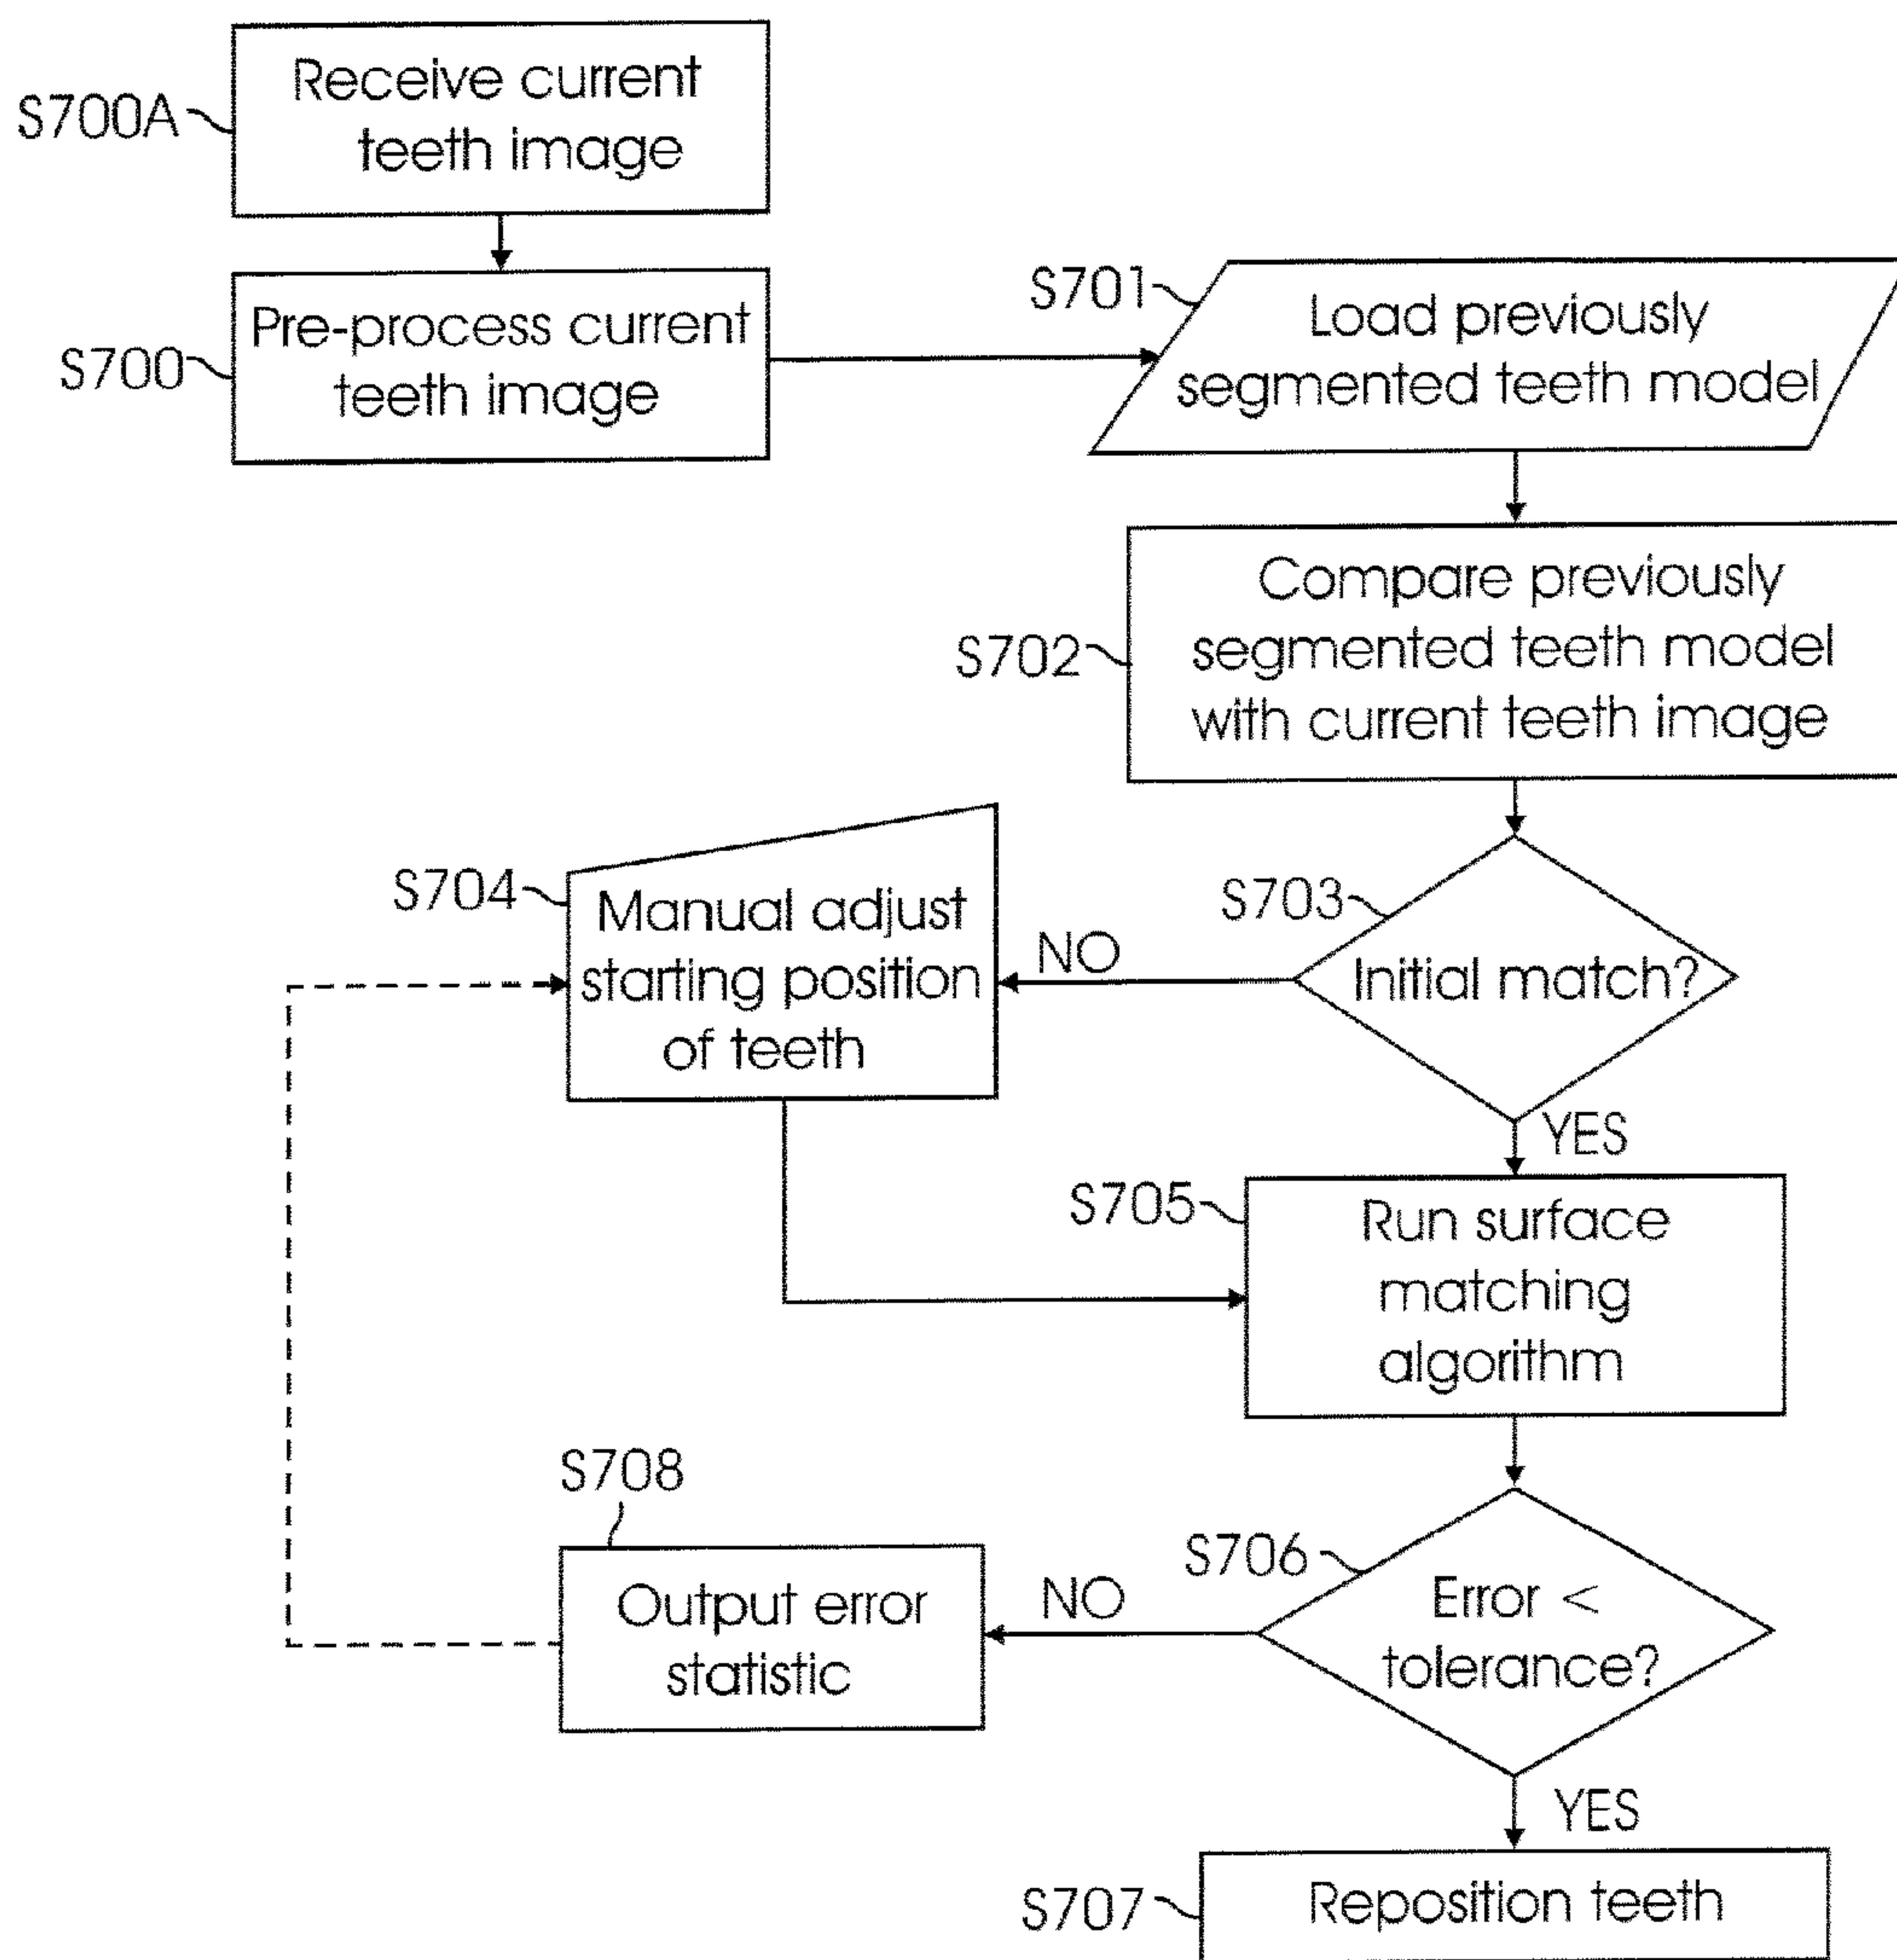 S700A
Receive current
teeth image
S700
Pre-process current
teeth image
S701
Load previously
segmented teeth model
S702
Compare previously
segmented teeth model
with current teeth image
S703
Initial match?
NO
YES
S704
Manual adjust
starting position
of teeth
S705
Run surface
matching
algorithm
S706
Error <
tolerance?
NO
YES
S708
Output error
statistic
S707
Reposition teeth